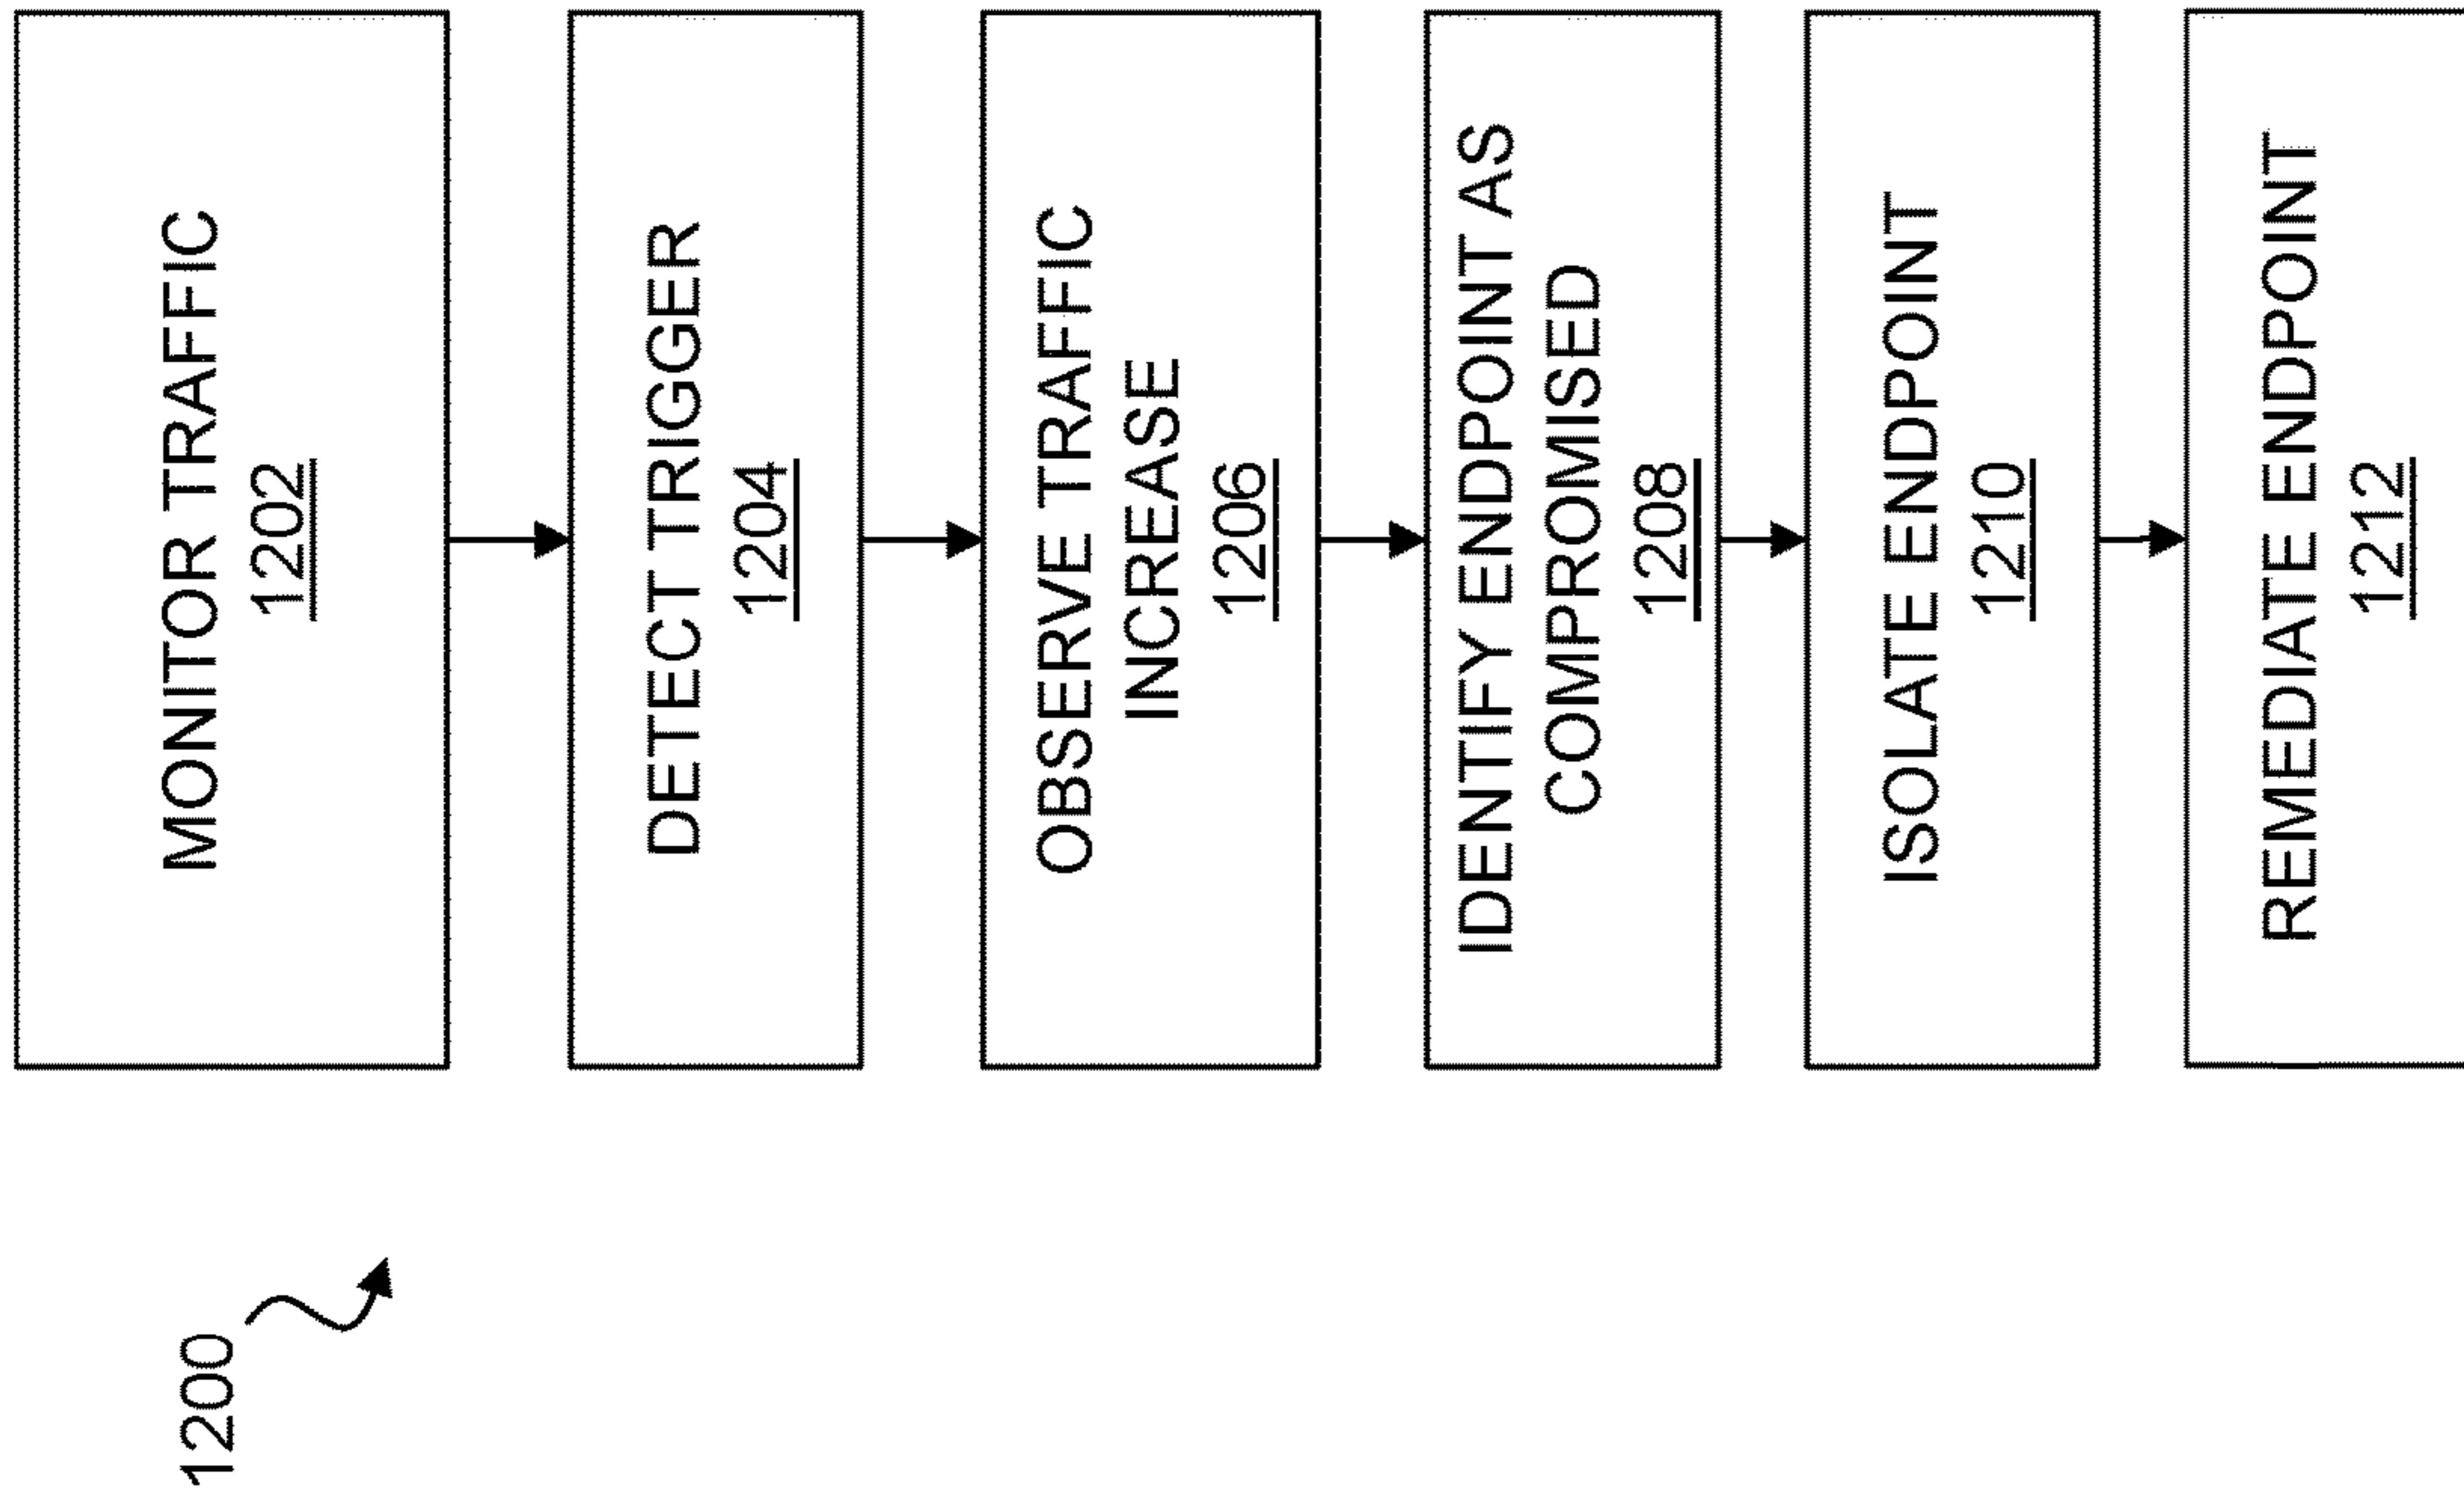 1200
MONITOR TRAFFIC
1202
DETECT TRIGGER
1204
OBSERVE TRAFFIC
INCREASE
1206
IDENTIFY ENDPOINT AS
COMPROMISED
1208
ISOLATE ENDPOINT
1210
REMEDIATE ENDPOINT
1212